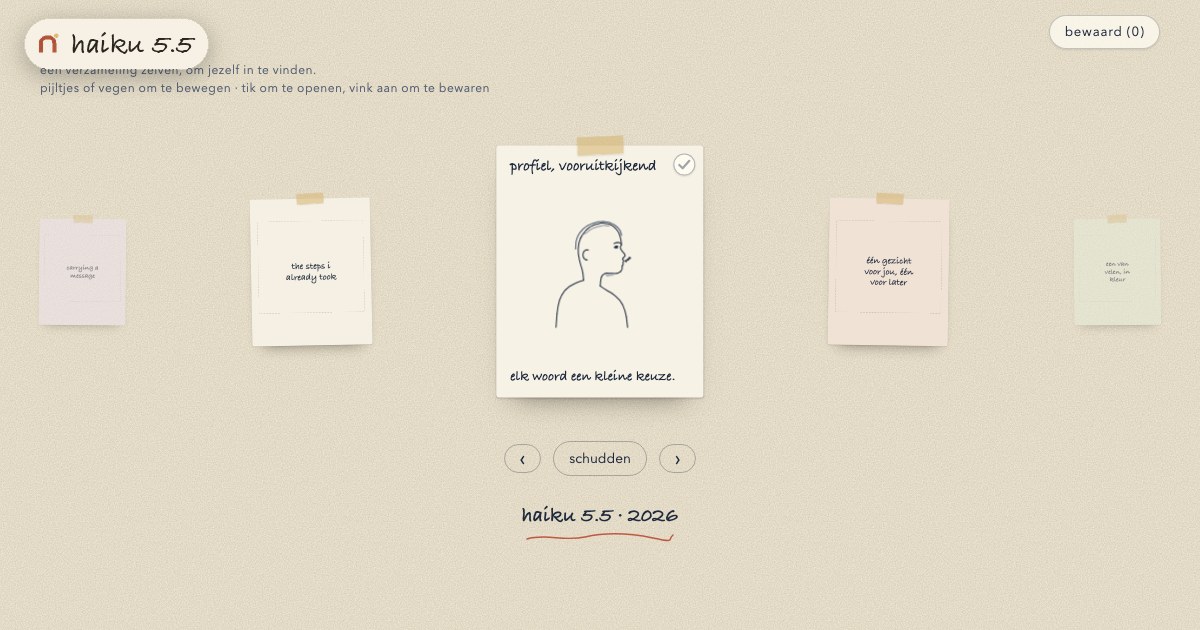 haiku 5.5
bewaard (0)
een verzameling zelven, om jezelf in te vinden.
pijltjes of vegen om te bewegen · tik om te openen, vink aan om te bewaren
carrying a
message
the steps i
already took
profiel, vooruitkijkend
elk woord een kleine keuze.
één gezicht
voor jou, één
voor later
een van
velen, in
kleur
‹
schudden
›
haiku 5.5 · 2026